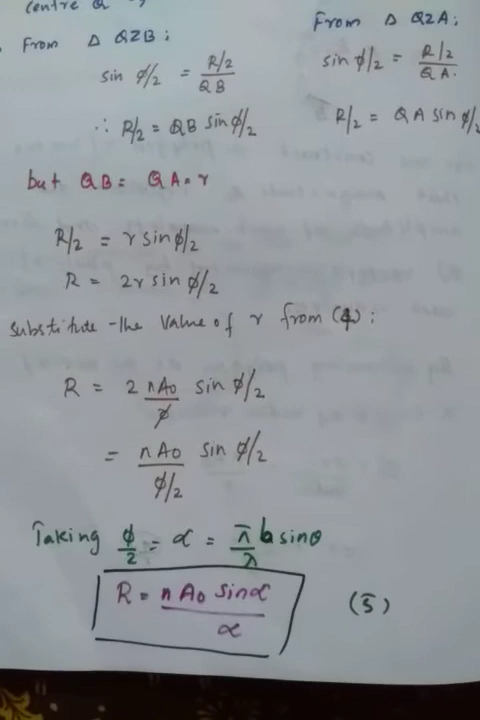 centre Q
From △ QZB:
From △ QZA:
sin ϕ/2 = R/2 / QB
sin ϕ/2 = R/2 / QA.
∴ R/2 = QB sin ϕ/2
R/2 = QA sin ϕ/2
but QB = QA = r
R/2 = r sin ϕ/2
R = 2r sin ϕ/2
substitute the value of r from (4):
R = 2 nA0/ϕ sin ϕ/2
= nA0 / ϕ/2 sin ϕ/2
Taking ϕ/2 = α = π/λ b sinθ
R = nA0 sinα / α (5)